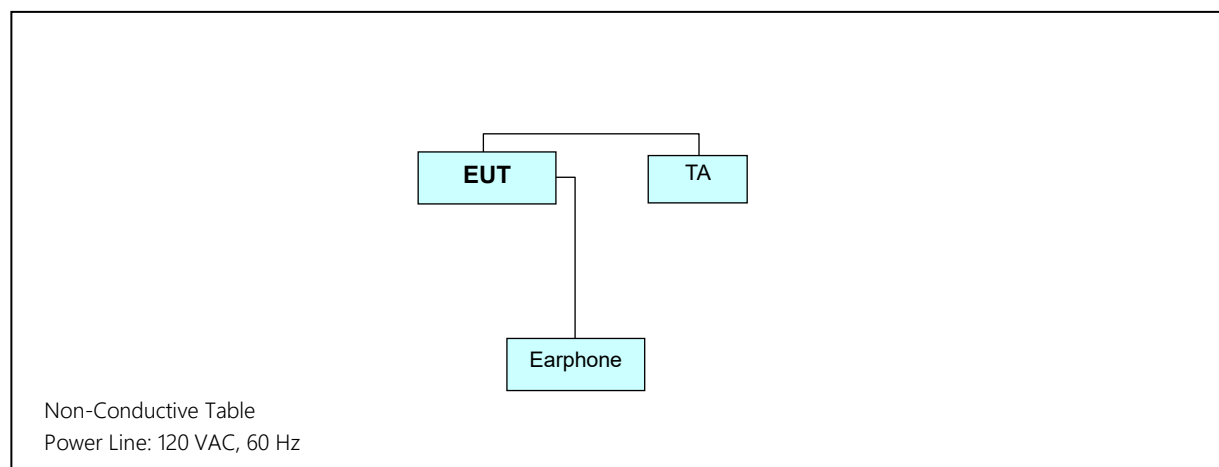 EUT
TA
Earphone
Non-Conductive Table
Power Line: 120 VAC, 60 Hz